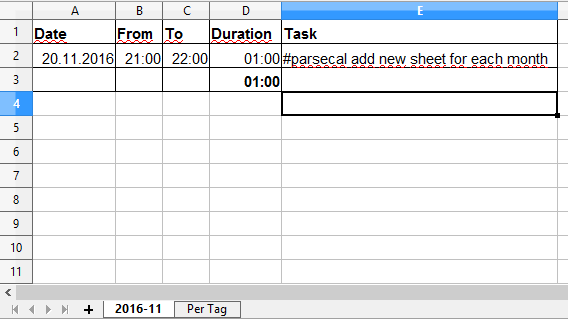 A B C D E
1 Date From To Duration Task
2 20.11.2016 21:00 22:00 01:00 #parsecal add new sheet for each month
3 01:00
4
5
6
7
8
9
10
11
2016-11 Per Tag